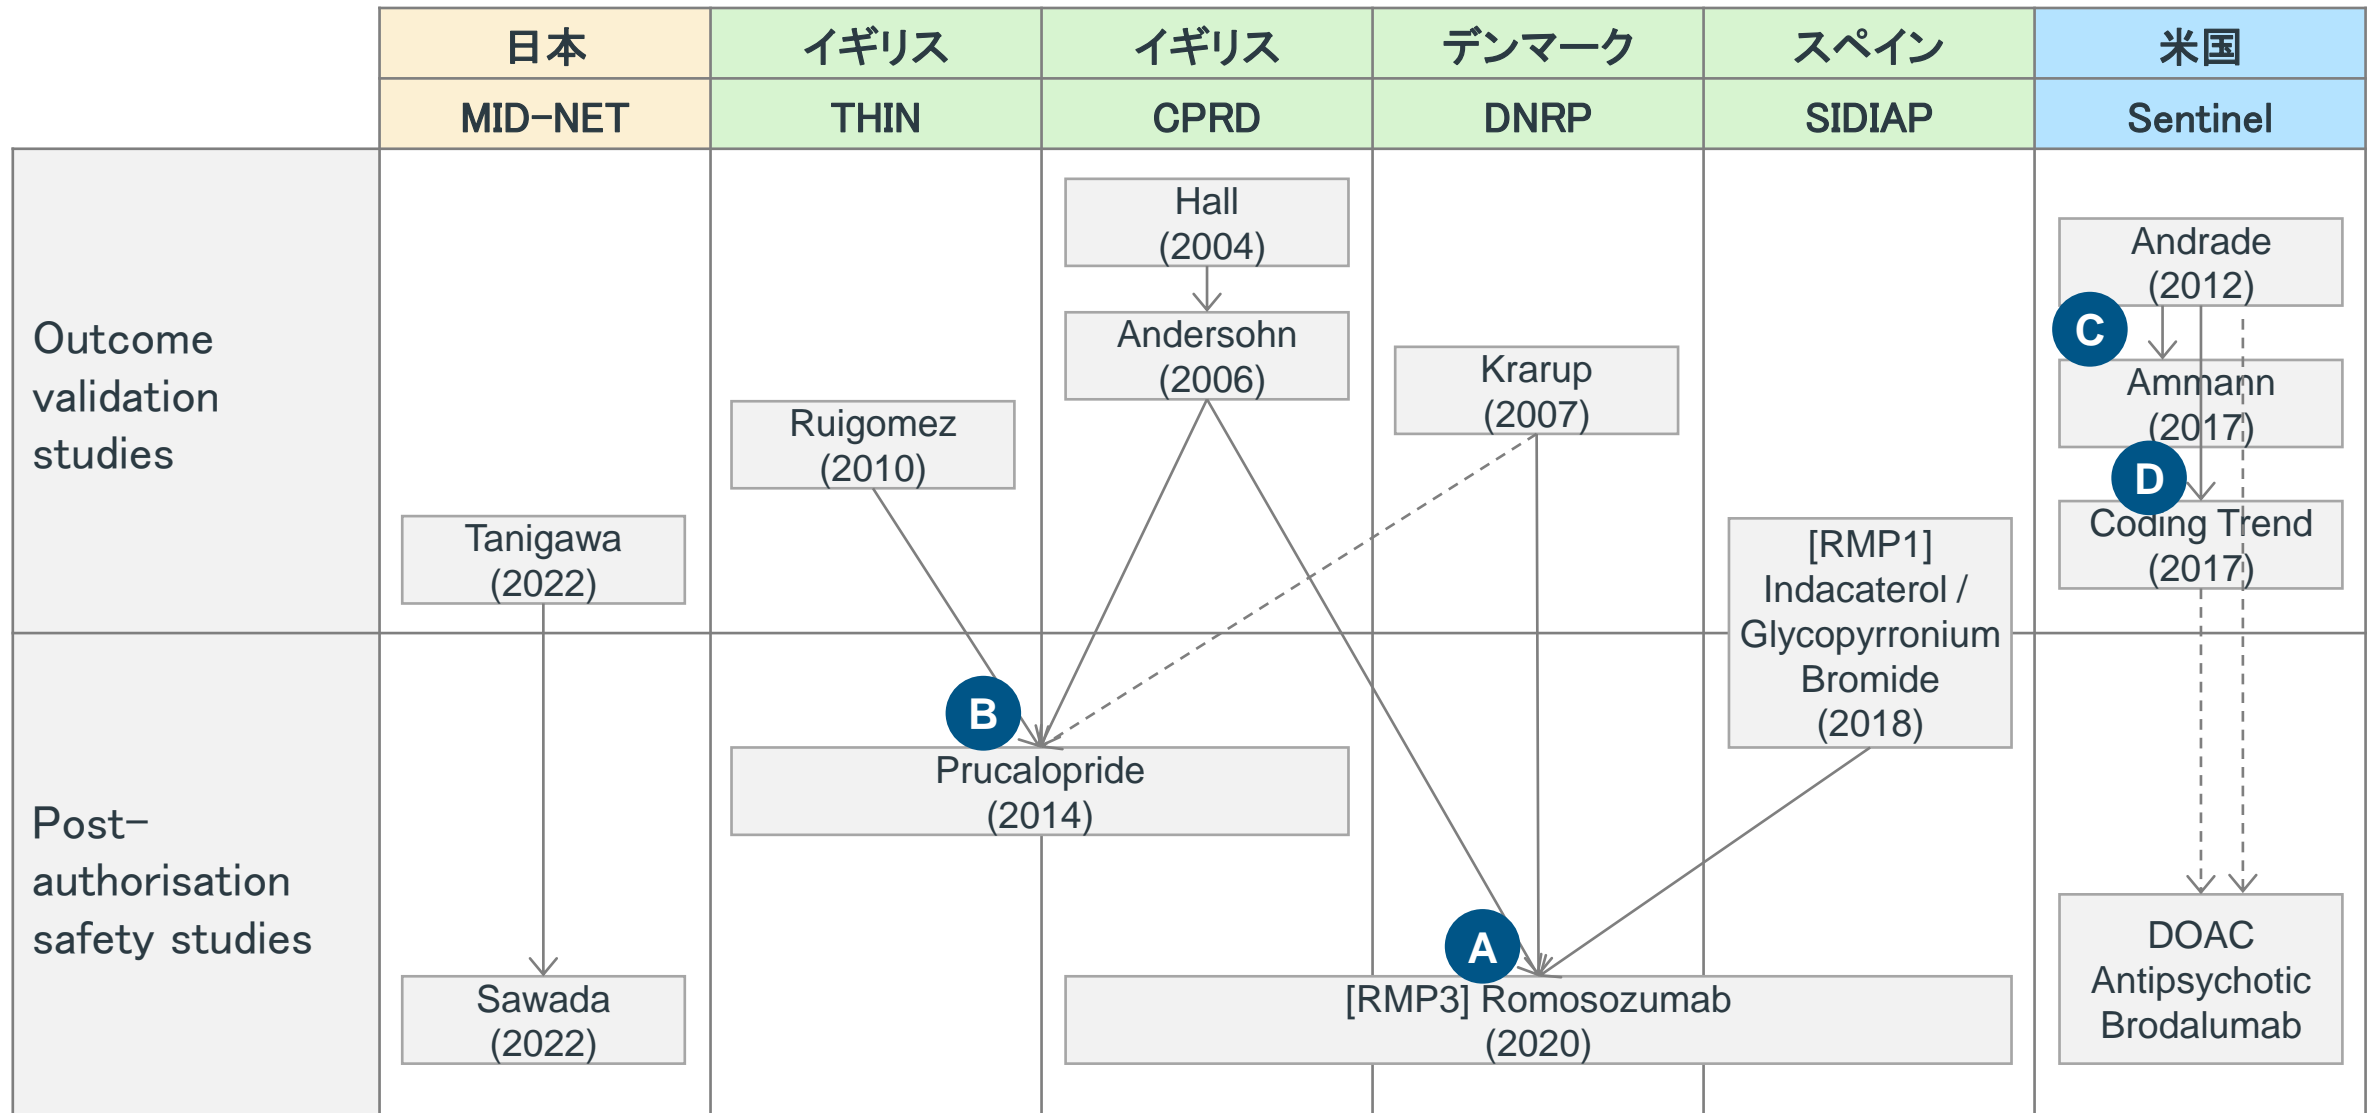 日本
イギリス
イギリス
デンマーク
スペイン
米国
MID-NET
THIN
CPRD
DNRP
SIDIAP
Sentinel
Outcome
validation
studies
Tanigawa
(2022)
Ruigomez
(2010)
Hall
(2004)
Andersohn
(2006)
Krarup
(2007)
[RMP1]
Indacaterol /
Glycopyrronium
Bromide
(2018)
Andrade
(2012)
C
Ammann
(2017)
D
Coding Trend
(2017)
Post-
authorisation
safety studies
B
Prucalopride
(2014)
Sawada
(2022)
A
[RMP3] Romosozumab
(2020)
DOAC
Antipsychotic
Brodalumab